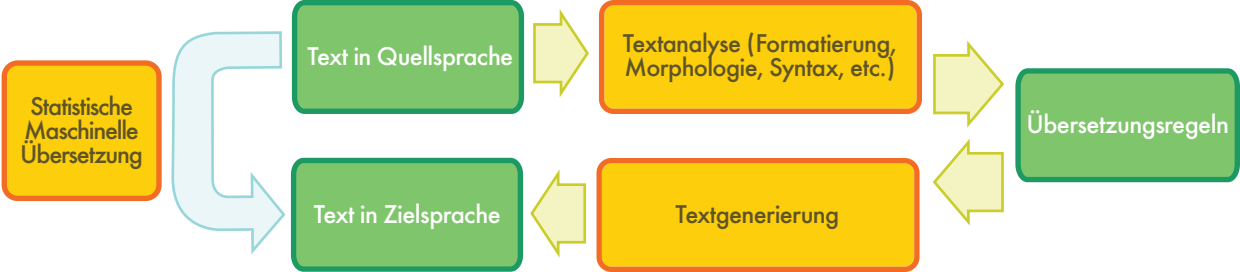 Statistische
Maschinelle
Übersetzung
Text in Quellsprache
Textanalyse (Formatierung,
Morphologie, Syntax, etc.)
Übersetzungsregeln
Textgenerierung
Text in Zielsprache